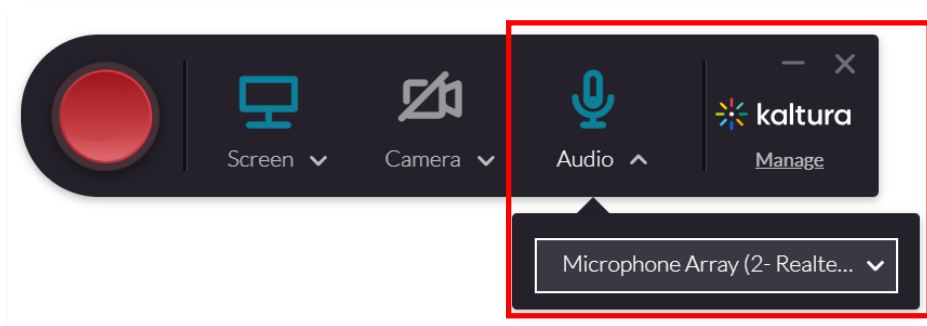 Screen
Camera
Audio
kaltura
Manage
Microphone Array (2- Realte...